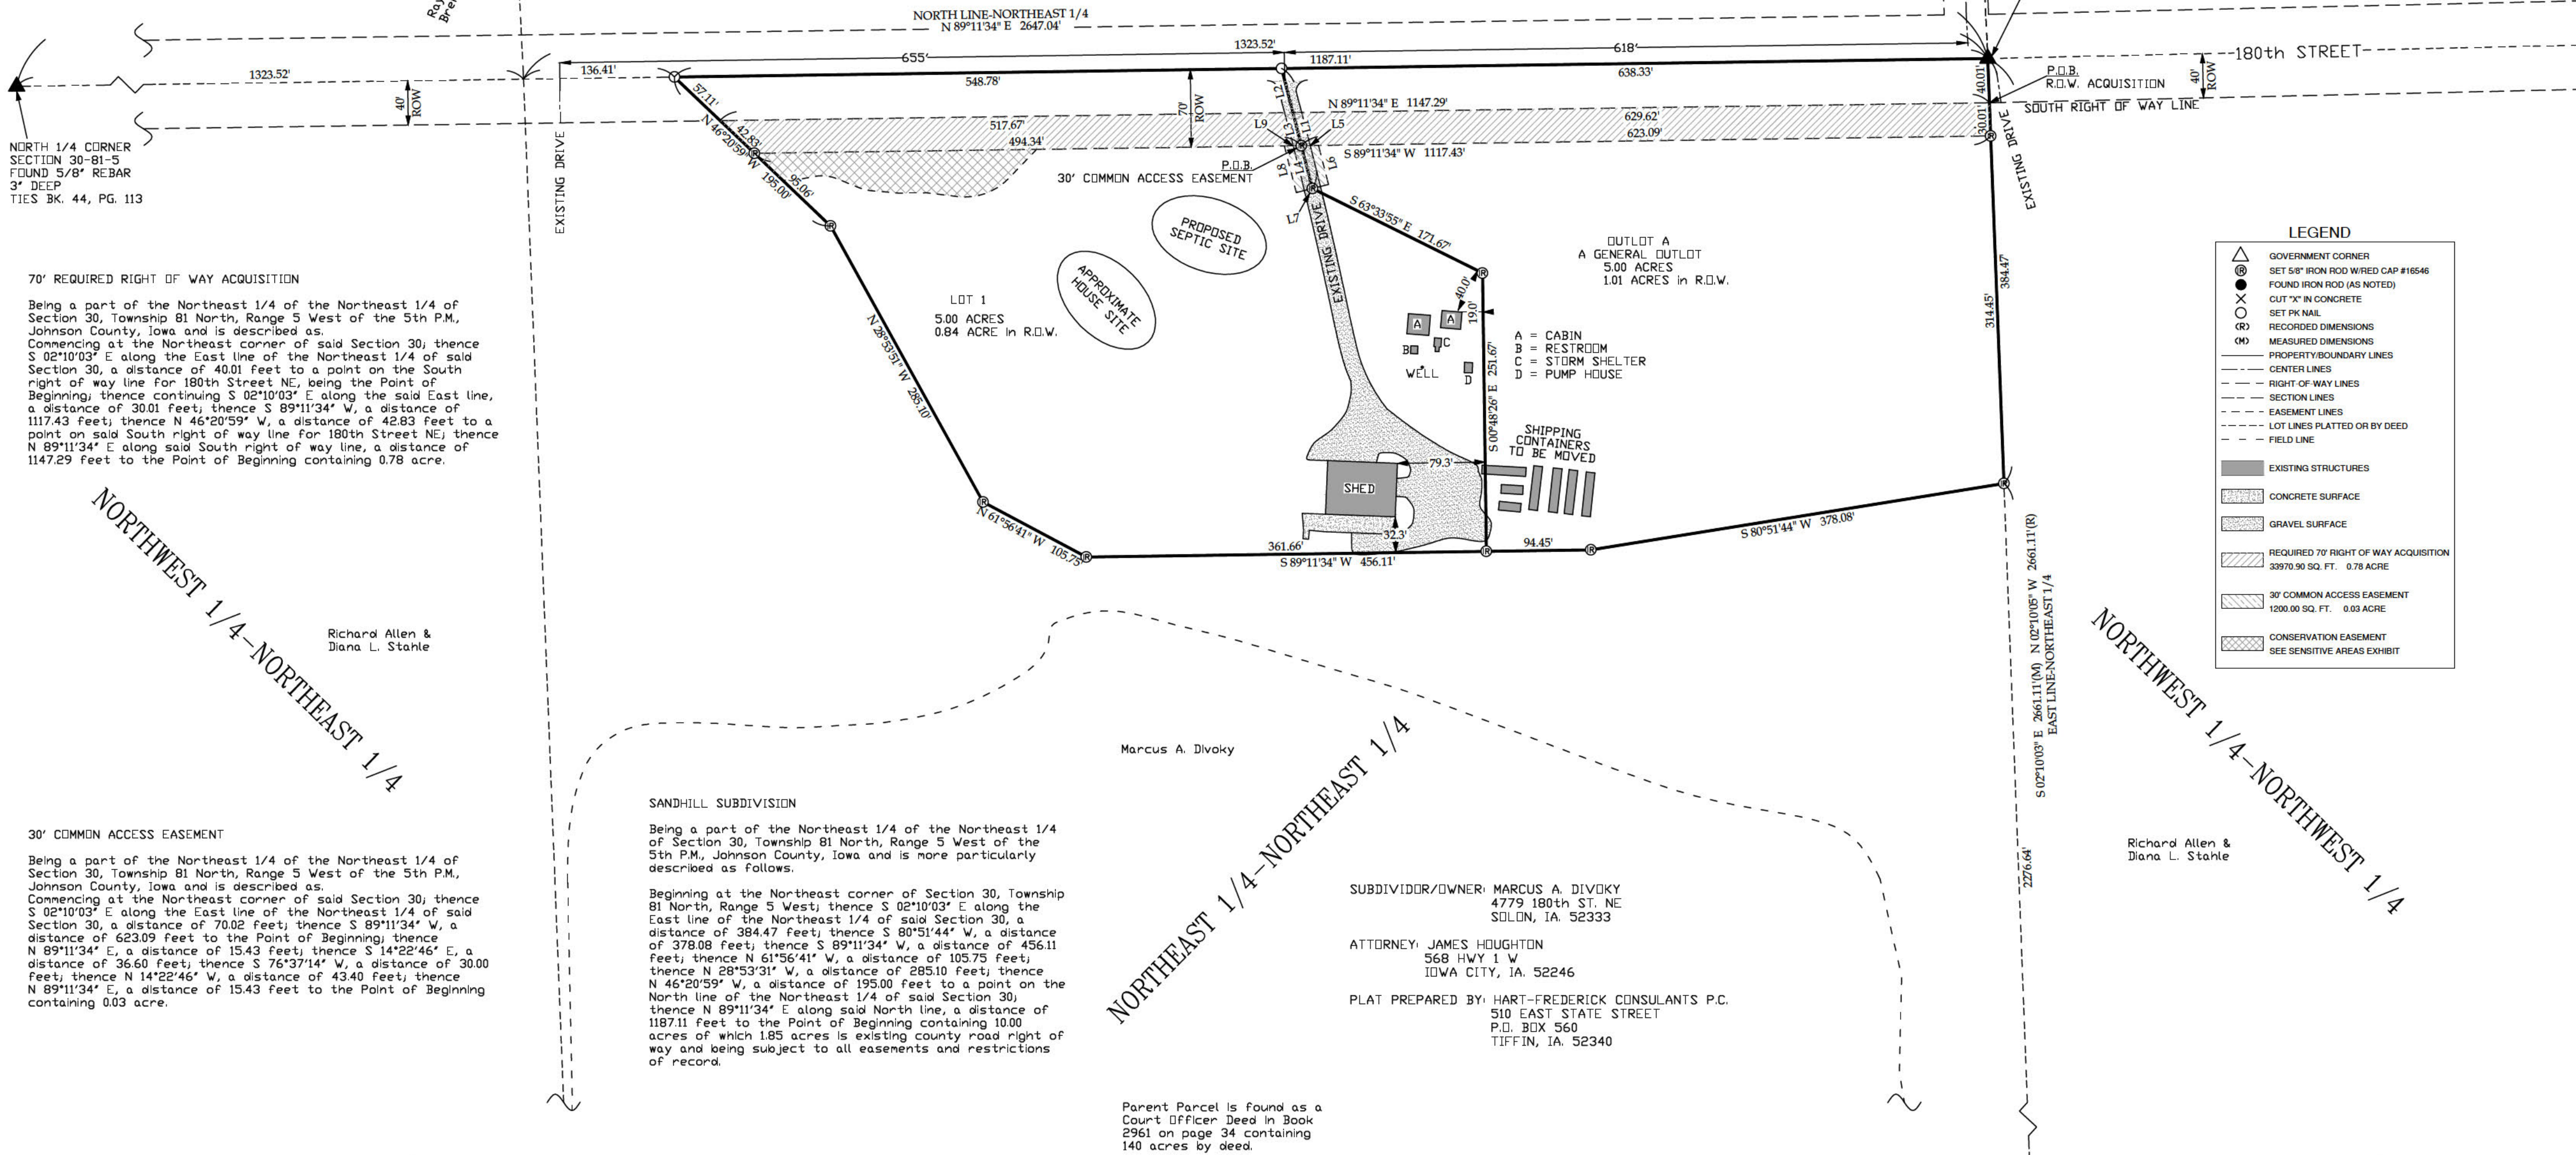 Ray
Bre
NORTH LINE-NORTHEAST 1/4
N 89°11'34" E 2647.04'
1323.52'
655'
618'
1323.52'
136.41'
1187.11'
548.78'
638.33'
180th STREET
40'
ROW
40'
ROW
70'
ROW
40.01'
30.01'
P.O.B.
R.O.W. ACQUISITION
SOUTH RIGHT OF WAY LINE
57.11'
42.83'
N 46°20'59" W 195.00'
95.06'
N 89°11'34" E 1147.29'
517.67'
629.62'
494.34'
623.09'
S 89°11'34" W 1117.43'
L2
L3
L1
L9
L5
L8
L4
L6
L7
P.O.B.
30' COMMON ACCESS EASEMENT
EXISTING DRIVE
EXISTING DRIVE
EXISTING DRIVE
NORTH 1/4 CORNER
SECTION 30-81-5
FOUND 5/8" REBAR
3" DEEP
TIES BK. 44, PG. 113
PROPOSED
SEPTIC SITE
APPROXIMATE
HOUSE SITE
S 63°33'55" E 171.67'
OUTLOT A
A GENERAL OUTLOT
5.00 ACRES
1.01 ACRES in R.O.W.
LOT 1
5.00 ACRES
0.84 ACRE in R.O.W.
40.0'
19.0'
A
A
B
C
D
WELL
A = CABIN
B = RESTROOM
C = STORM SHELTER
D = PUMP HOUSE
S 00°48'26" E 251.67'
SHIPPING
CONTAINERS
TO BE MOVED
79.3'
SHED
32.3'
N 28°53'51" W 285.10'
N 61°56'41" W 105.75'
361.66'
S 89°11'34" W 456.11'
94.45'
S 80°51'44" W 378.08'
314.45'
384.47'
70' REQUIRED RIGHT OF WAY ACQUISITION
Being a part of the Northeast 1/4 of the Northeast 1/4 of
Section 30, Township 81 North, Range 5 West of the 5th P.M.,
Johnson County, Iowa and is described as.
Commencing at the Northeast corner of said Section 30; thence
S 02°10'03" E along the East line of the Northeast 1/4 of said
Section 30, a distance of 40.01 feet to a point on the South
right of way line for 180th Street NE, being the Point of
Beginning; thence continuing S 02°10'03" E along the said East line,
a distance of 30.01 feet; thence S 89°11'34" W, a distance of
1117.43 feet; thence N 46°20'59" W, a distance of 42.83 feet to a
point on said South right of way line for 180th Street NE; thence
N 89°11'34" E along said South right of way line, a distance of
1147.29 feet to the Point of Beginning containing 0.78 acre.
LEGEND
GOVERNMENT CORNER
SET 5/8" IRON ROD W/RED CAP #16546
FOUND IRON ROD (AS NOTED)
CUT "X" IN CONCRETE
SET PK NAIL
(R) RECORDED DIMENSIONS
(M) MEASURED DIMENSIONS
PROPERTY/BOUNDARY LINES
CENTER LINES
RIGHT-OF-WAY LINES
SECTION LINES
EASEMENT LINES
LOT LINES PLATTED OR BY DEED
FIELD LINE
EXISTING STRUCTURES
CONCRETE SURFACE
GRAVEL SURFACE
REQUIRED 70' RIGHT OF WAY ACQUISITION
33970.90 SQ. FT. 0.78 ACRE
30' COMMON ACCESS EASEMENT
1200.00 SQ. FT. 0.03 ACRE
CONSERVATION EASEMENT
SEE SENSITIVE AREAS EXHIBIT
NORTHWEST 1/4-NORTHEAST 1/4
Richard Allen &
Diana L. Stahle
Marcus A. Divoky
NORTHEAST 1/4-NORTHEAST 1/4
NORTHWEST 1/4-NORTHWEST 1/4
S 02°10'03" E 2661.11'(M) N 02°10'05" W 2661.11'(R)
EAST LINE-NORTHEAST 1/4
2276.64'
Richard Allen &
Diana L. Stahle
30' COMMON ACCESS EASEMENT
Being a part of the Northeast 1/4 of the Northeast 1/4 of
Section 30, Township 81 North, Range 5 West of the 5th P.M.,
Johnson County, Iowa and is described as.
Commencing at the Northeast corner of said Section 30; thence
S 02°10'03" E along the East line of the Northeast 1/4 of said
Section 30, a distance of 70.02 feet; thence S 89°11'34" W, a
distance of 623.09 feet to the Point of Beginning; thence
N 89°11'34" E, a distance of 15.43 feet; thence S 14°22'46" E, a
distance of 36.60 feet; thence S 76°37'14" W, a distance of 30.00
feet; thence N 14°22'46" W, a distance of 43.40 feet; thence
N 89°11'34" E, a distance of 15.43 feet to the Point of Beginning
containing 0.03 acre.
SANDHILL SUBDIVISION
Being a part of the Northeast 1/4 of the Northeast 1/4
of Section 30, Township 81 North, Range 5 West of the
5th P.M., Johnson County, Iowa and is more particularly
described as follows.
Beginning at the Northeast corner of Section 30, Township
81 North, Range 5 West; thence S 02°10'03" E along the
East line of the Northeast 1/4 of said Section 30, a
distance of 384.47 feet; thence S 80°51'44" W, a distance
of 378.08 feet; thence S 89°11'34" W, a distance of 456.11
feet; thence N 61°56'41" W, a distance of 105.75 feet;
thence N 28°53'31" W, a distance of 285.10 feet; thence
N 46°20'59" W, a distance of 195.00 feet to a point on the
North line of the Northeast 1/4 of said Section 30;
thence N 89°11'34" E along said North line, a distance of
1187.11 feet to the Point of Beginning containing 10.00
acres of which 1.85 acres is existing county road right of
way and being subject to all easements and restrictions
of record.
SUBDIVIDOR/OWNER: MARCUS A. DIVOKY
4779 180th ST. NE
SOLON, IA. 52333
ATTORNEY: JAMES HOUGHTON
568 HWY 1 W
IOWA CITY, IA. 52246
PLAT PREPARED BY: HART-FREDERICK CONSULANTS P.C.
510 EAST STATE STREET
P.O. BOX 560
TIFFIN, IA. 52340
Parent Parcel is found as a
Court Officer Deed in Book
2961 on page 34 containing
140 acres by deed.